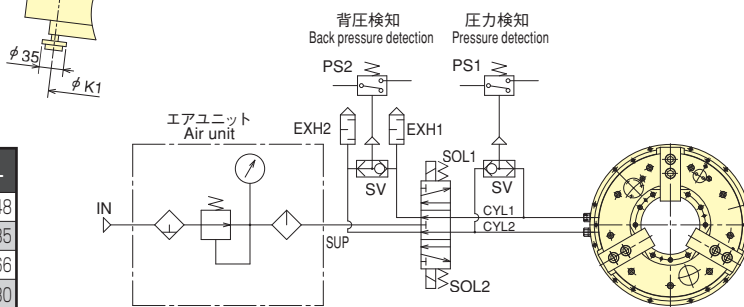 背圧検知
Back pressure detection
圧力検知
Pressure detection
PS2
PS1
φ35
φK1
エアユニット
Air unit
EXH2
EXH1
SOL1
SV
SV
IN
CYL1
CYL2
SUP
SOL2